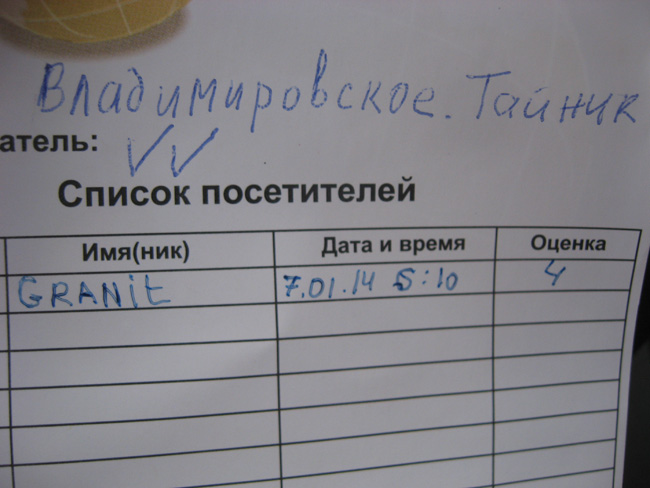 Владимировское. Тайник
атель: VV
Список посетителей
Имя(ник) Дата и время Оценка
GRANit 7.01.14 5:10 4